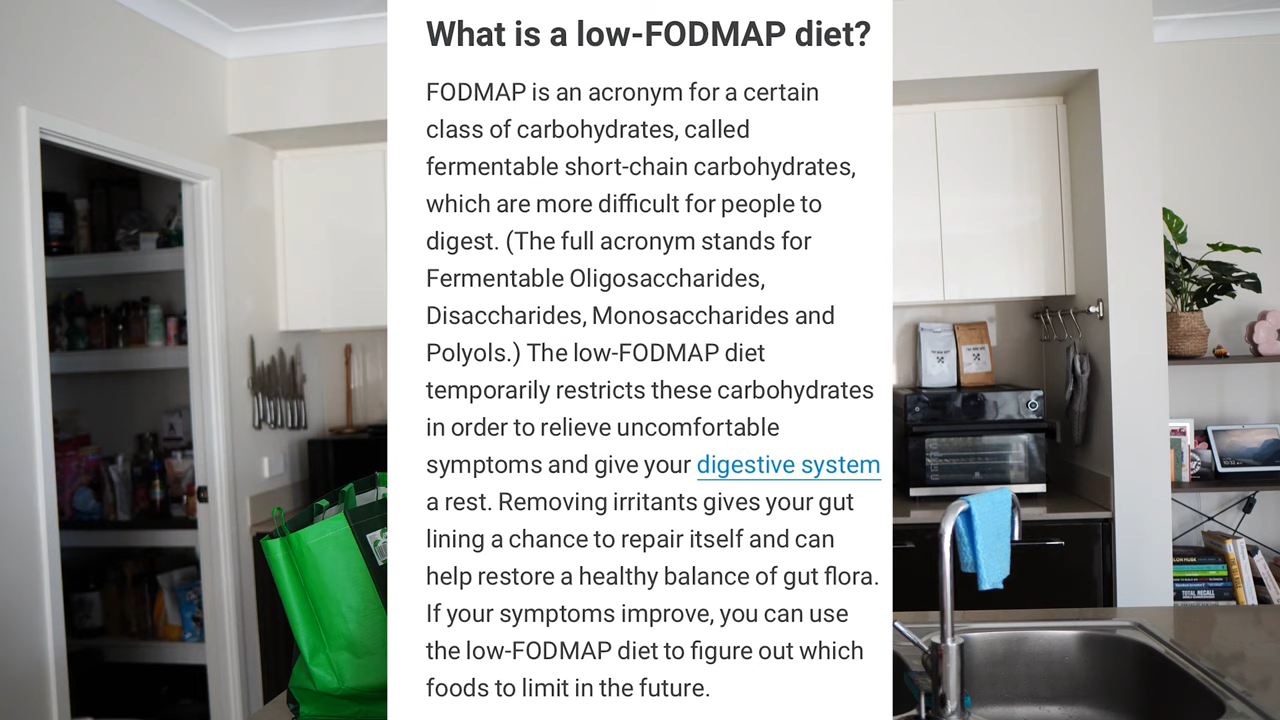 What is a low-FODMAP diet?
FODMAP is an acronym for a certain
class of carbohydrates, called
fermentable short-chain carbohydrates,
which are more difficult for people to
digest. (The full acronym stands for
Fermentable Oligosaccharides,
Disaccharides, Monosaccharides and
Polyols.) The low-FODMAP diet
temporarily restricts these carbohydrates
in order to relieve uncomfortable
symptoms and give your digestive system
a rest. Removing irritants gives your gut
lining a chance to repair itself and can
help restore a healthy balance of gut flora.
If your symptoms improve, you can use
the low-FODMAP diet to figure out which
foods to limit in the future.
ELON MUSK
TOTAL RECALL